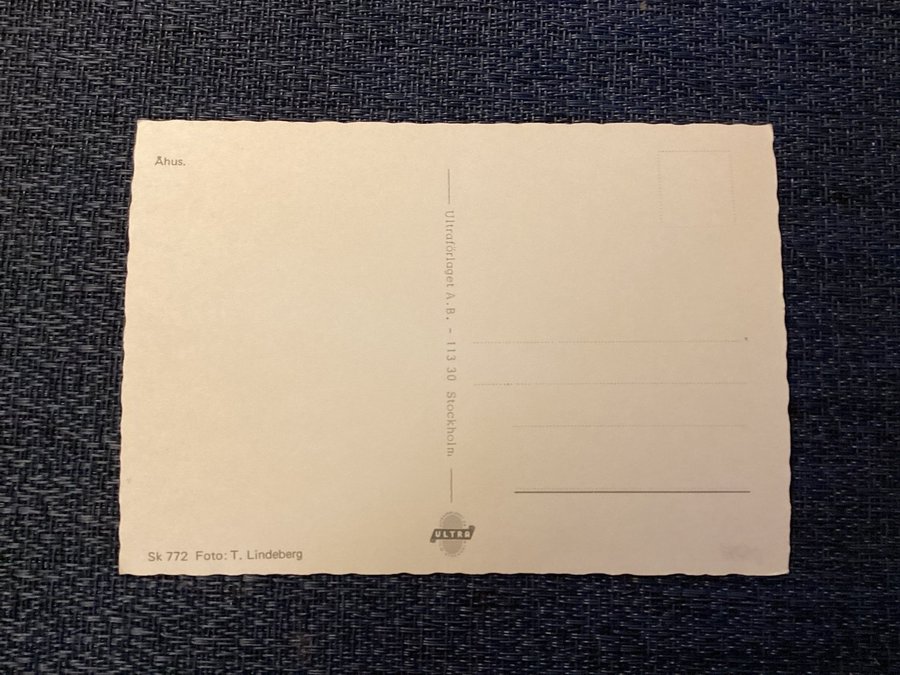 Åhus.
Ultraförlaget A.B. - 113 30 Stockholm
ULTRA
Sk 772 Foto: T. Lindeberg